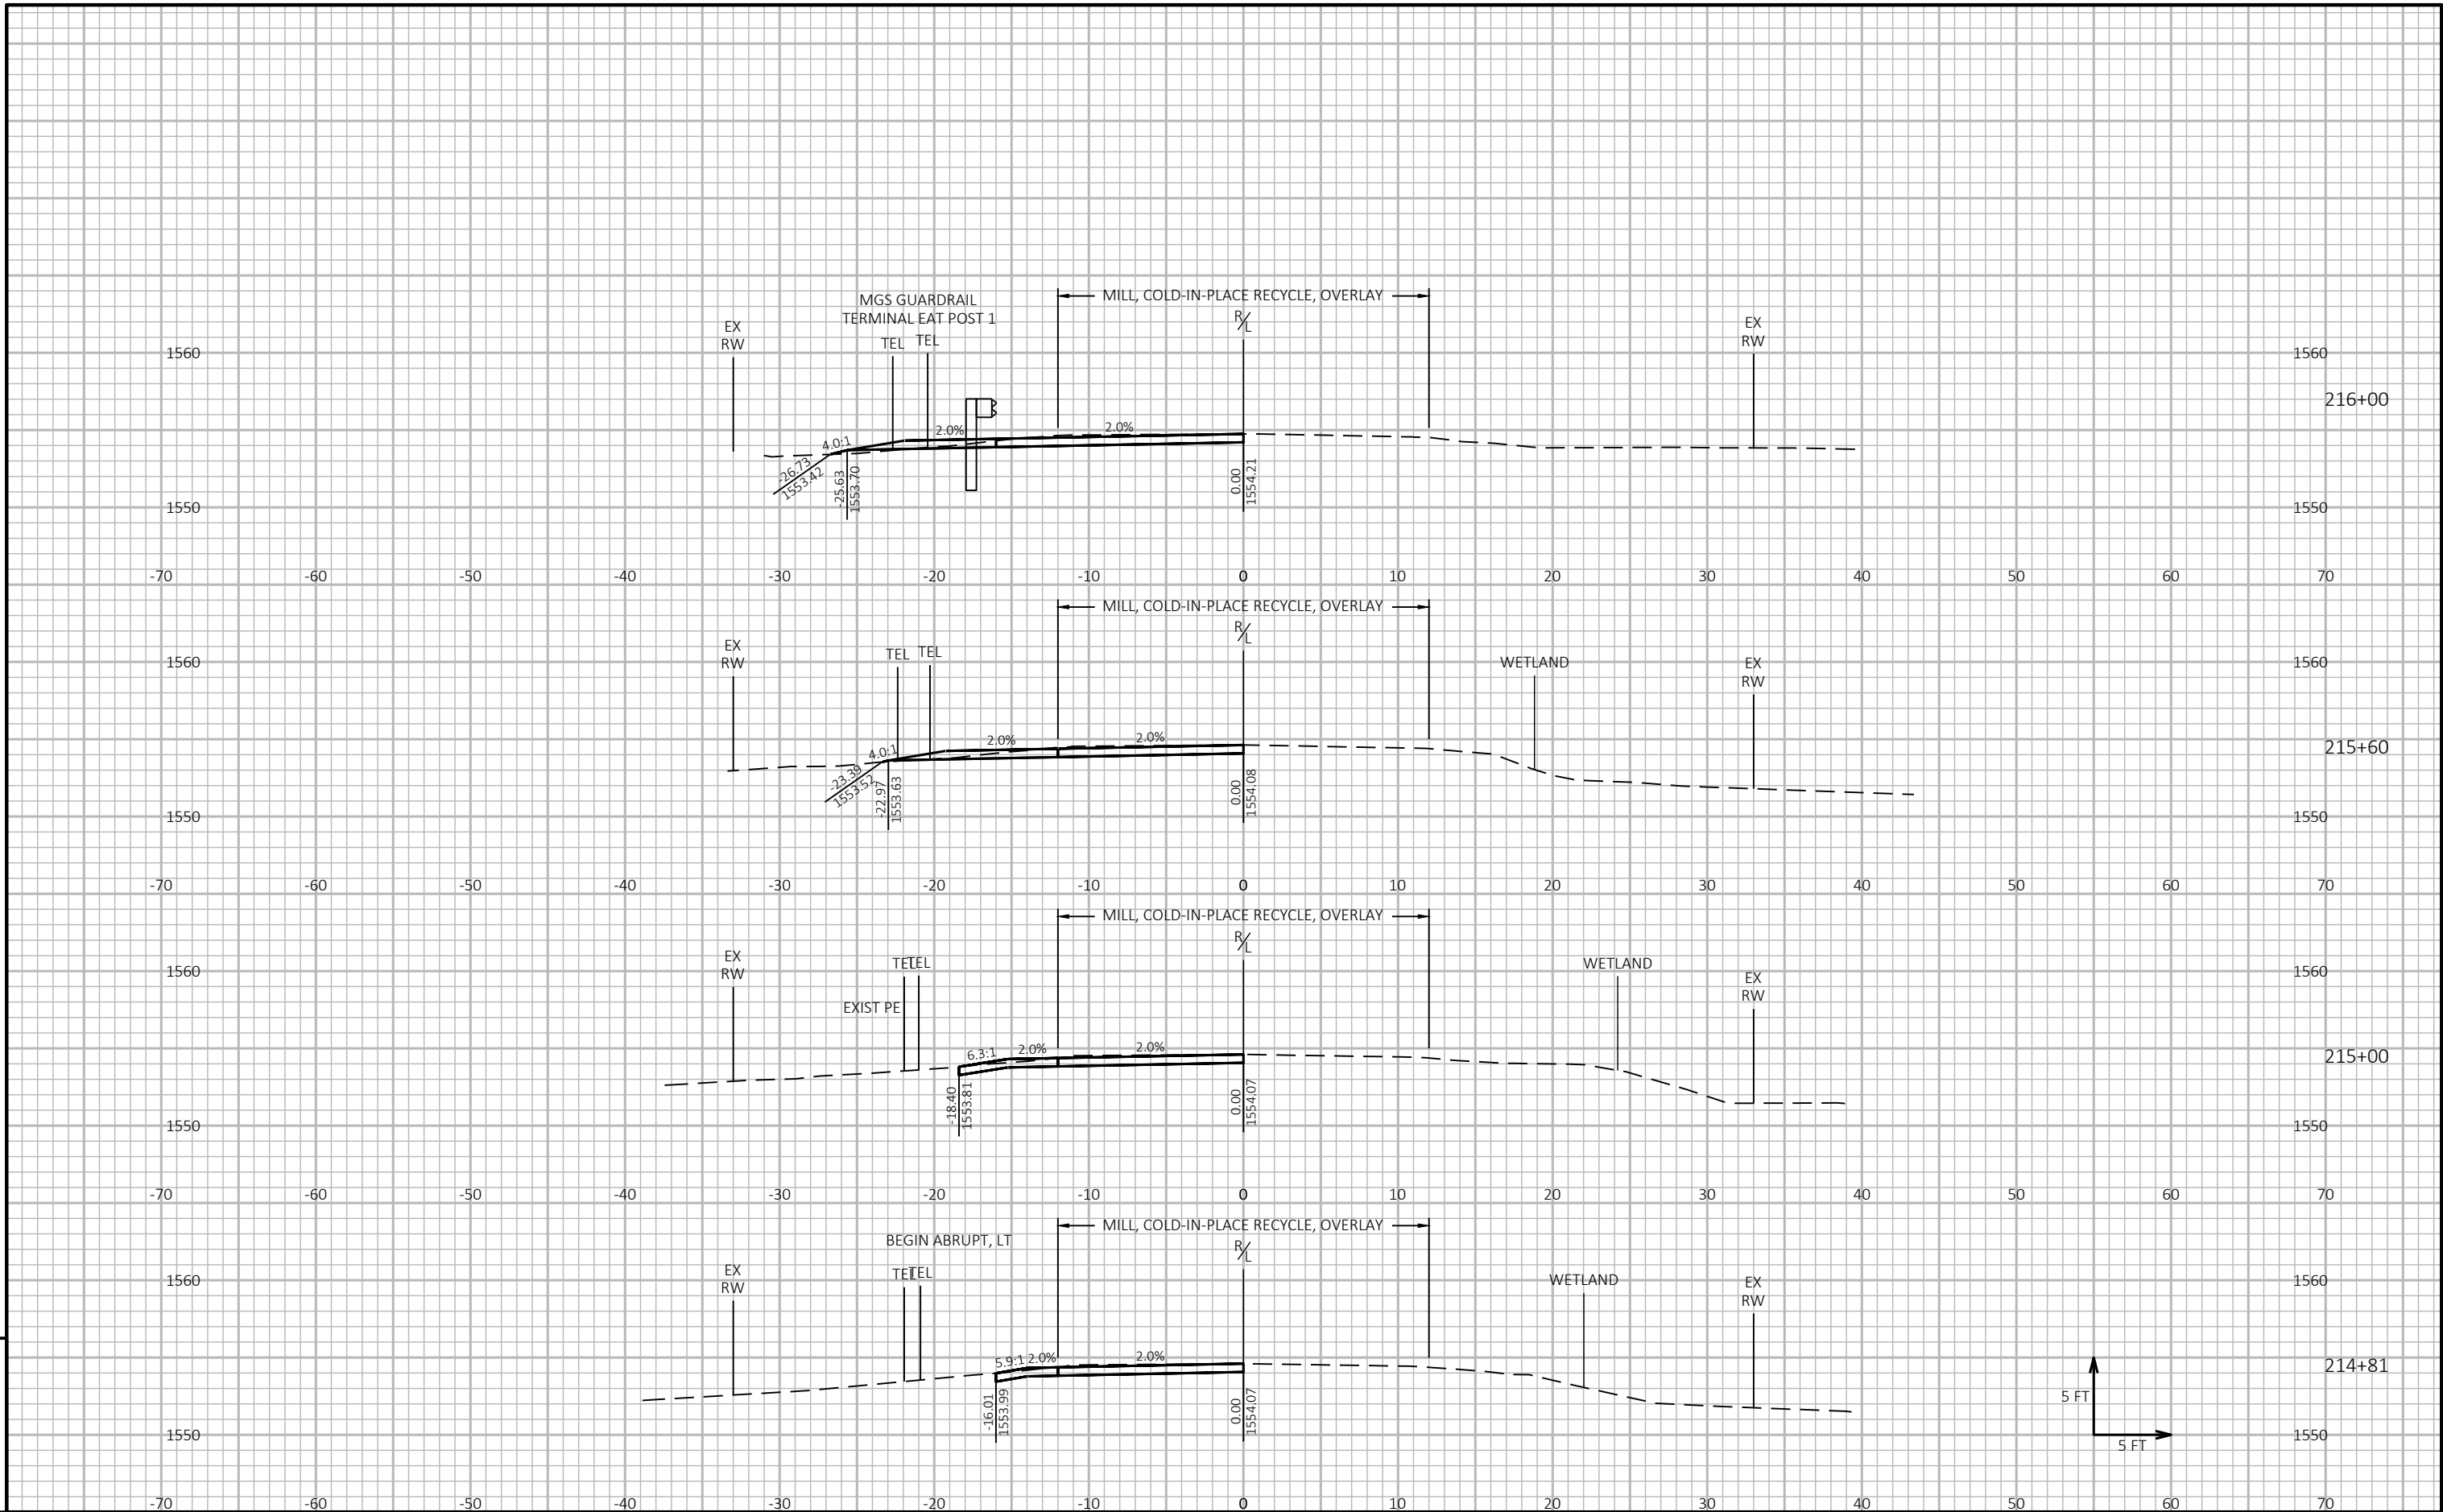 MILL, COLD-IN-PLACE RECYCLE, OVERLAY
MGS GUARDRAIL
TERMINAL EAT POST 1
R/L
EX
RW
TEL TEL
EX
RW
1560 1560
216+00
4.0:1 2.0% 2.0%
-26.73
1553.42
-25.63
1553.70
0.00
1554.21
1550 1550
-70 -60 -50 -40 -30 -20 -10 0 10 20 30 40 50 60 70
MILL, COLD-IN-PLACE RECYCLE, OVERLAY
R/L
EX
RW
TEL TEL
WETLAND
EX
RW
1560 1560
215+60
4.0:1 2.0% 2.0%
-23.39
1553.52
-22.97
1553.63
0.00
1554.08
1550 1550
-70 -60 -50 -40 -30 -20 -10 0 10 20 30 40 50 60 70
MILL, COLD-IN-PLACE RECYCLE, OVERLAY
R/L
EX
RW
TEL TEL
WETLAND
EX
RW
1560 1560
EXIST PE
215+00
6.3:1 2.0% 2.0%
-18.40
1553.81
0.00
1554.07
1550 1550
-70 -60 -50 -40 -30 -20 -10 0 10 20 30 40 50 60 70
MILL, COLD-IN-PLACE RECYCLE, OVERLAY
BEGIN ABRUPT, LT
R/L
EX
RW
TEL TEL
WETLAND
EX
RW
1560 1560
214+81
5.9:1 2.0% 2.0%
-16.01
1553.99
0.00
1554.07
5 FT
5 FT
1550 1550
-70 -60 -50 -40 -30 -20 -10 0 10 20 30 40 50 60 70